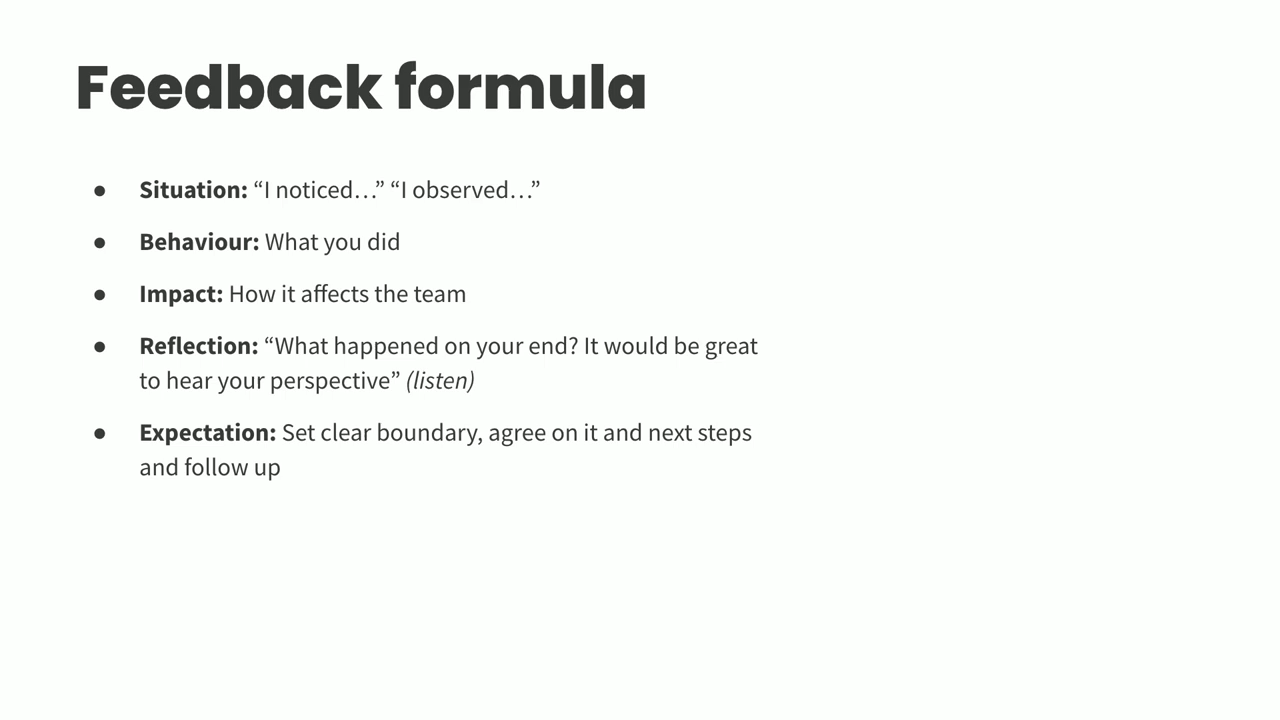 Feedback formula
● Situation: “I noticed…” “I observed…”
● Behaviour: What you did
● Impact: How it affects the team
● Reflection: “What happened on your end? It would be great
to hear your perspective” (listen)
● Expectation: Set clear boundary, agree on it and next steps
and follow up